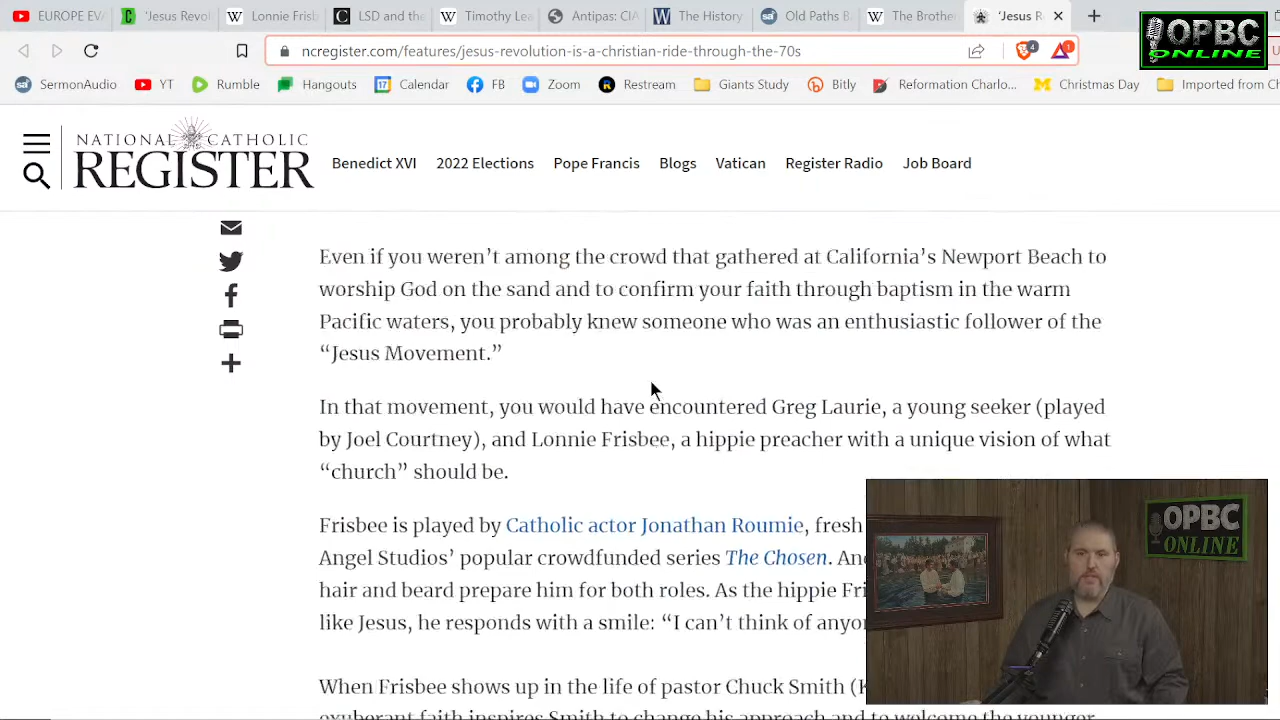 EUROPE EVA
'Jesus Revol
Lonnie Frisb
LSD and the
Antipas: CIA
The History
Old Paths B
The Brothe
'Jesus R
OPBC
ONLINE
ncregister.com/features/jesus-revolution-is-a-christian-ride-through-the-70s
4
1
SermonAudio
YT
Rumble
Hangouts
Calendar
FB
Zoom
Restream
Giants Study
Bitly
Reformation Charlo...
Christmas Day
Imported from Ch
NATIONAL CATHOLIC
REGISTER
Benedict XVI
2022 Elections
Pope Francis
Blogs
Vatican
Register Radio
Job Board
Even if you weren’t among the crowd that gathered at California’s Newport Beach to
worship God on the sand and to confirm your faith through baptism in the warm
Pacific waters, you probably knew someone who was an enthusiastic follower of the
“Jesus Movement.”
In that movement, you would have encountered Greg Laurie, a young seeker (played
by Joel Courtney), and Lonnie Frisbee, a hippie preacher with a unique vision of what
“church” should be.
Frisbee is played by Catholic actor Jonathan Roumie, fresh
Angel Studios’ popular crowdfunded series The Chosen. And
hair and beard prepare him for both roles. As the hippie Fri
like Jesus, he responds with a smile: “I can’t think of anyo
When Frisbee shows up in the life of pastor Chuck Smith (K
exuberant faith inspires Smith to change his approach and to welcome the younger
OPBC
ONLINE